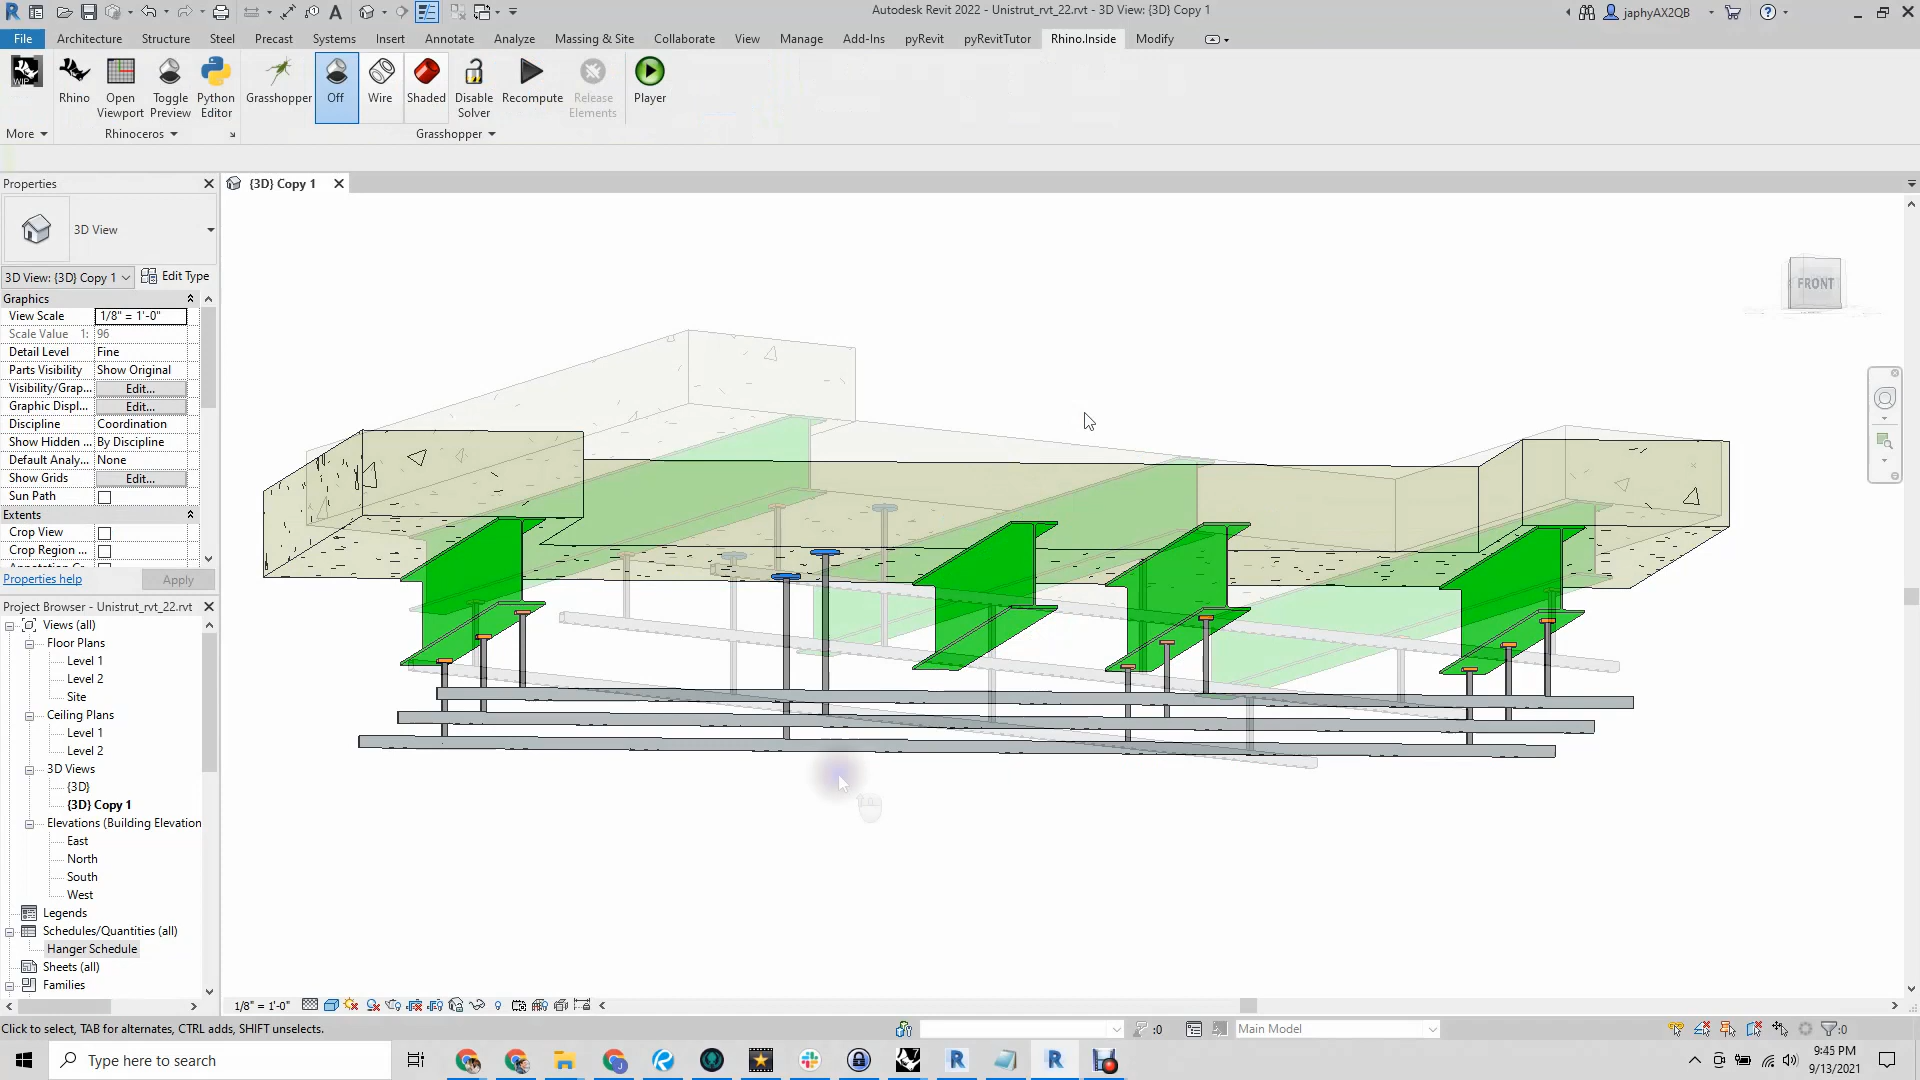 Autodesk Revit 2022 - Unistrut_rvt_22.rvt - 3D View: {3D} Copy 1
japhyAX2QB
File
Architecture
Structure
Steel
Precast
Systems
Insert
Annotate
Analyze
Massing & Site
Collaborate
View
Manage
Add-Ins
pyRevit
pyRevitTutor
Rhino.Inside
Modify
WIP
Rhino
Open Viewport
Toggle Preview
Python Editor
Grasshopper
Off
Wire
Shaded
Disable Solver
Recompute
Release Elements
Player
More
Rhinoceros
Grasshopper
Properties
{3D} Copy 1
3D View
3D View: {3D} Copy 1
Edit Type
Graphics
View Scale 1/8" = 1'-0"
Scale Value 1: 96
Detail Level Fine
Parts Visibility Show Original
Visibility/Grap... Edit...
Graphic Displ... Edit...
Discipline Coordination
Show Hidden ... By Discipline
Default Analy... None
Show Grids Edit...
Sun Path
Extents
Crop View
Crop Region ...
Properties help
Apply
Project Browser - Unistrut_rvt_22.rvt
Views (all)
Floor Plans
Level 1
Level 2
Site
Ceiling Plans
Level 1
Level 2
3D Views
{3D}
{3D} Copy 1
Elevations (Building Elevation
East
North
South
West
Legends
Schedules/Quantities (all)
Hanger Schedule
Sheets (all)
Families
FRONT
1/8" = 1'-0"
Click to select, TAB for alternates, CTRL adds, SHIFT unselects.
:0
Main Model
:0
Type here to search
9:45 PM
9/13/2021